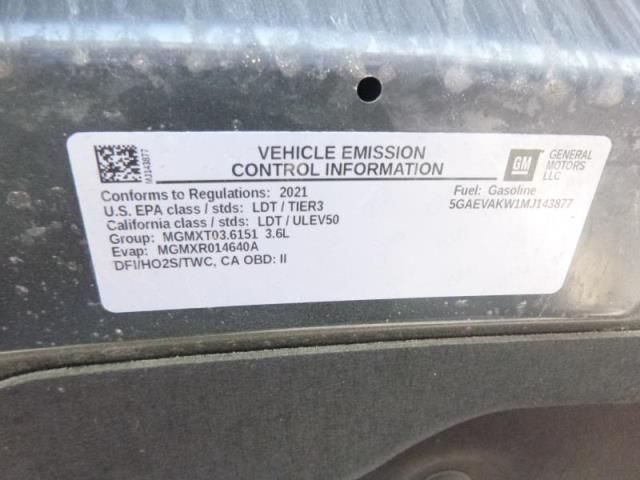 MJ143877
VEHICLE EMISSION
CONTROL INFORMATION
GM
GENERAL
MOTORS
LLC
Conforms to Regulations: 2021
U.S. EPA class / stds: LDT / TIER3
California class / stds: LDT / ULEV50
Group: MGMXT03.6151 3.6L
Evap: MGMXR014640A
DFI/HO2S/TWC, CA OBD: II
Fuel: Gasoline
5GAEVAKW1MJ143877